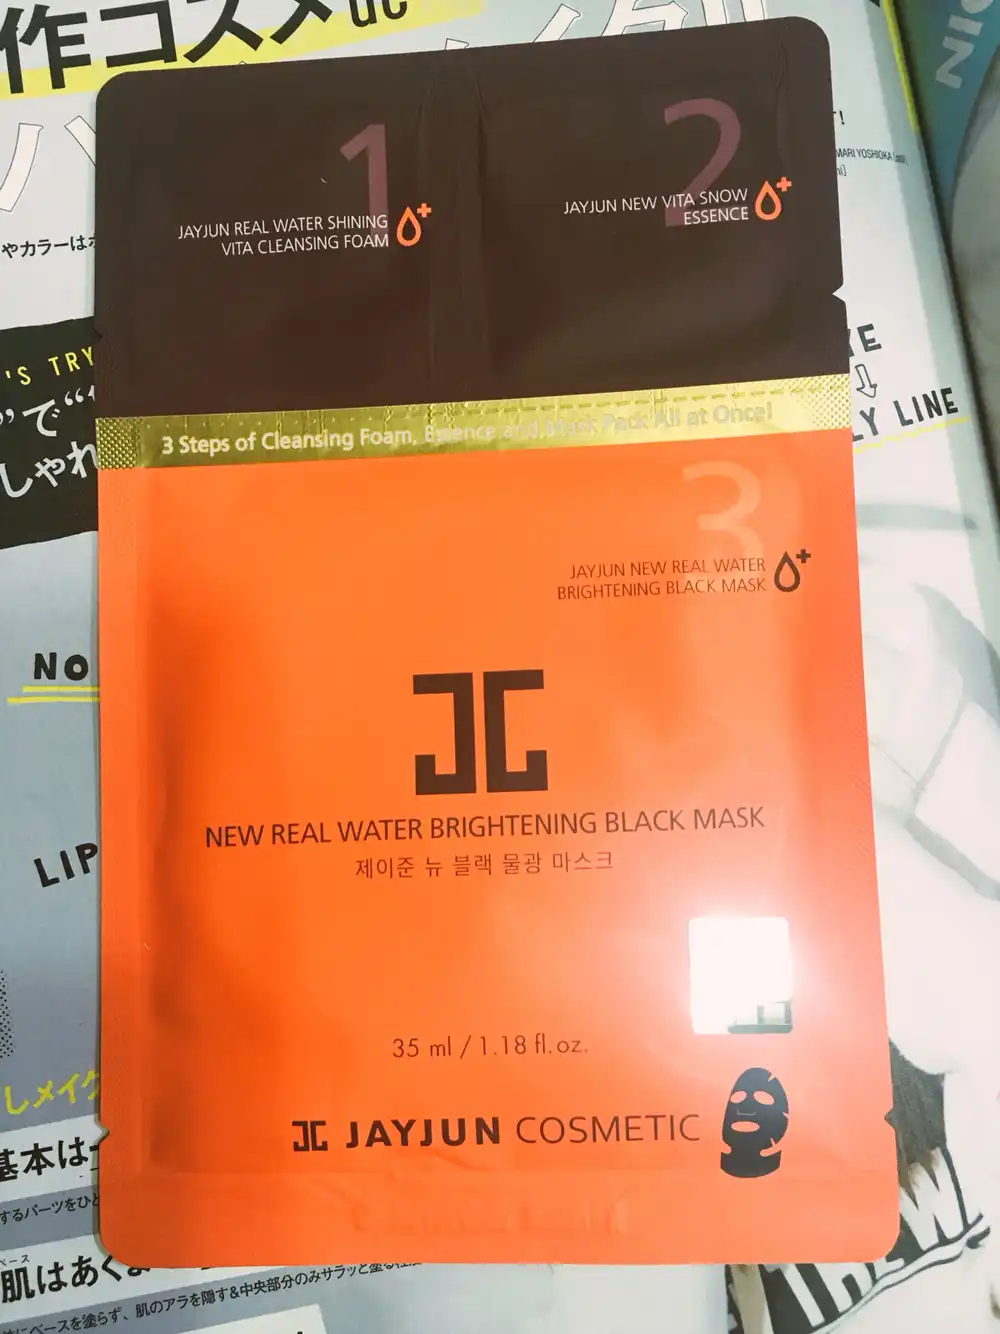 作コスメ
1
JAYJUN REAL WATER SHINING
VITA CLEANSING FOAM
2
JAYJUN NEW VITA SNOW
ESSENCE
MARI YOSHIOKA
やカラーは
'S TRY
”で“
しゃれ
LY LINE
3 Steps of Cleansing Foam, Essence and Mask Pack All at Once!
3
JAYJUN NEW REAL WATER
BRIGHTENING BLACK MASK
NO
JC
NEW REAL WATER BRIGHTENING BLACK MASK
제이준 뉴 블랙 물광 마스크
LIP
35 ml / 1.18 fl.oz.
JC JAYJUN COSMETIC
しメイク
基本は
するパーツをひと
ベース
肌はあくま
にベースを塗らず、肌のアラを隠す&中央部分のみサラッと塗る